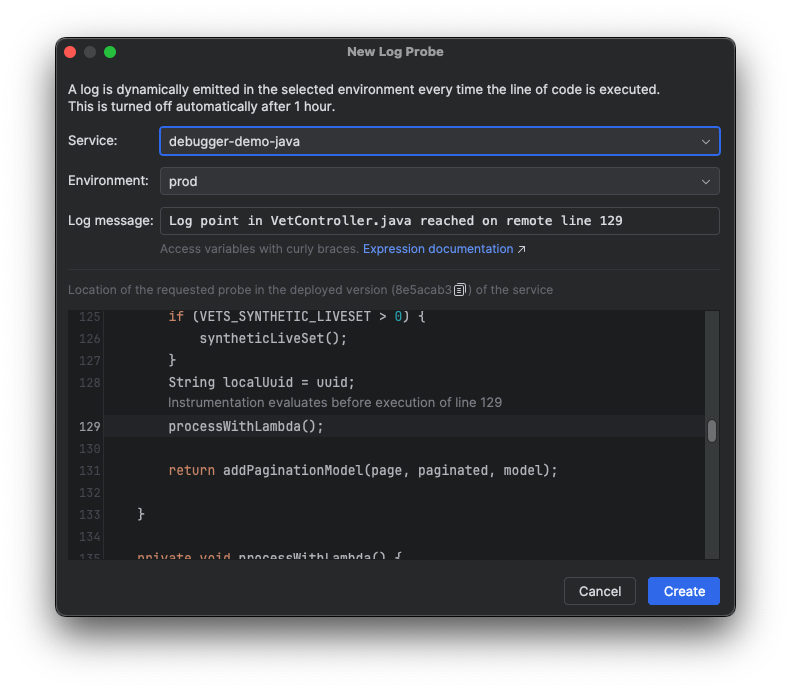 New Log Probe
A log is dynamically emitted in the selected environment every time the line of code is executed.
This is turned off automatically after 1 hour.
Service: debugger-demo-java
Environment: prod
Log message: Log point in VetController.java reached on remote line 129
Access variables with curly braces. Expression documentation ↗
Location of the requested probe in the deployed version (8e5acab3) of the service
125 if (VETS_SYNTHETIC_LIVESET > 0) {
126 syntheticLiveSet();
127 }
128 String localUuid = uuid;
Instrumentation evaluates before execution of line 129
129 processWithLambda();
130
131 return addPaginationModel(page, paginated, model);
132
133 }
134
135 private void processWithLambda() {
Cancel Create